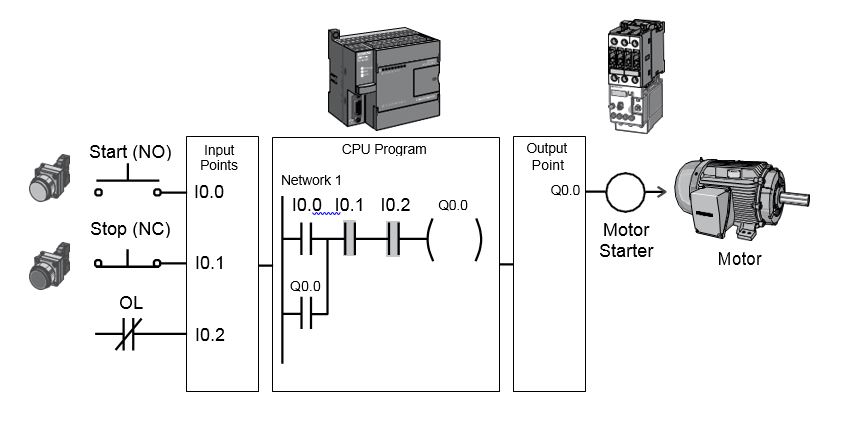 Start (NO)
I0.0
Stop (NC)
I0.1
OL
I0.2
Input
Points
CPU Program
Network 1
I0.0 I0.1 I0.2 Q0.0
Q0.0
Output
Point
Q0.0
Motor
Starter
Motor